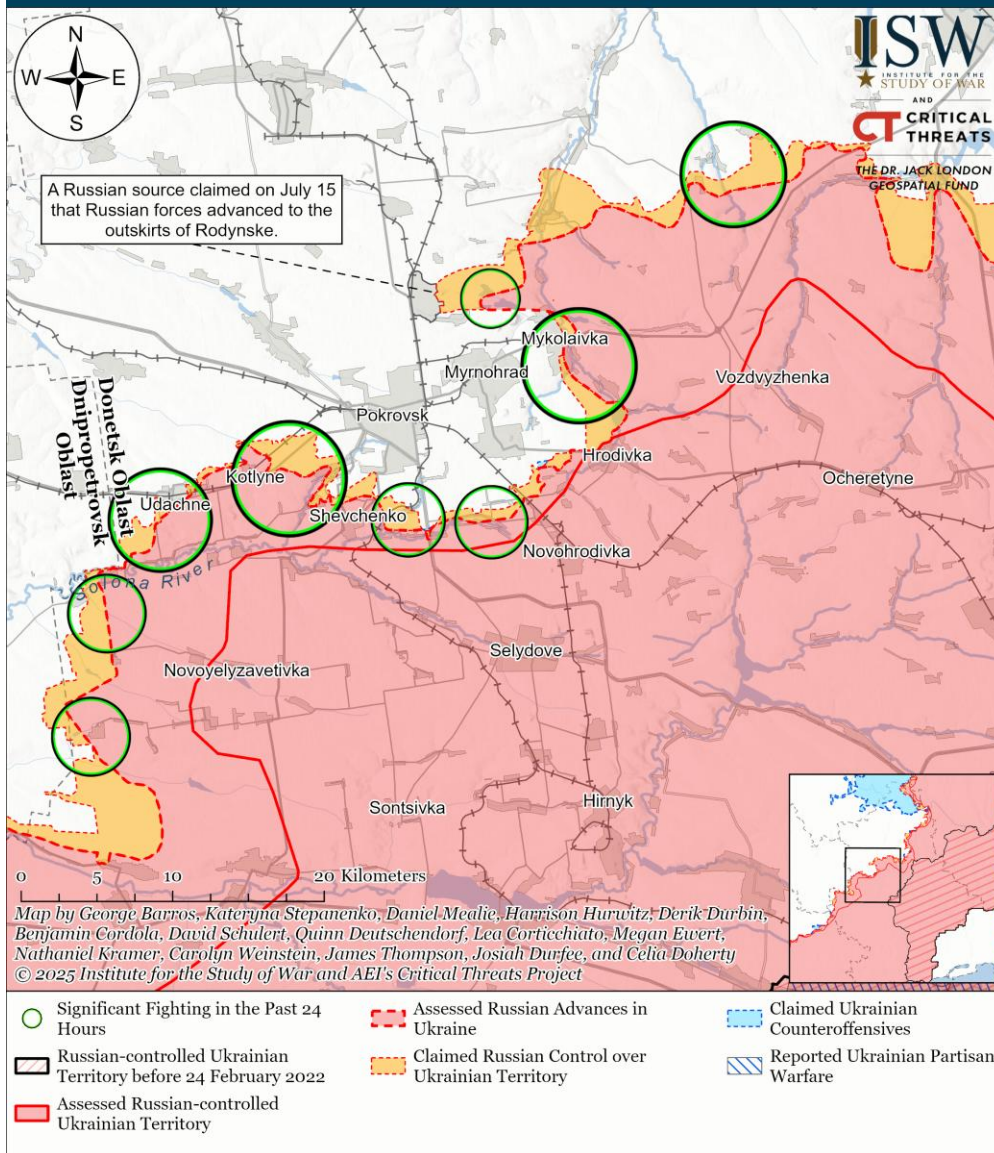 N
W
E
S
ISW
INSTITUTE FOR THE
STUDY OF WAR
AND
CT CRITICAL
THREATS
THE DR. JACK LONDON
GEOSPATIAL FUND
A Russian source claimed on July 15
that Russian forces advanced to the
outskirts of Rodynske.
Mykolaivka
Myrnohrad
Vozdvyzhenka
Pokrovsk
Donetsk Oblast
Dnipropetrovsk
Oblast
Hrodivka
Kotlyne
Ocheretyne
Udachne
Shevchenko
Novohrodivka
Solona River
Selydove
Novoyelyzavetivka
Sontsivka
Hirnyk
0 5 10 20 Kilometers
Map by George Barros, Kateryna Stepanenko, Daniel Mealie, Harrison Hurwitz, Derik Durbin,
Benjamin Cordola, David Schulert, Quinn Deutschendorf, Lea Corticchiato, Megan Ewert,
Nathaniel Kramer, Carolyn Weinstein, James Thompson, Josiah Durfee, and Celia Doherty
© 2025 Institute for the Study of War and AEI's Critical Threats Project
Significant Fighting in the Past 24
Hours
Russian-controlled Ukrainian
Territory before 24 February 2022
Assessed Russian-controlled
Ukrainian Territory
Assessed Russian Advances in
Ukraine
Claimed Russian Control over
Ukrainian Territory
Claimed Ukrainian
Counteroffensives
Reported Ukrainian Partisan
Warfare